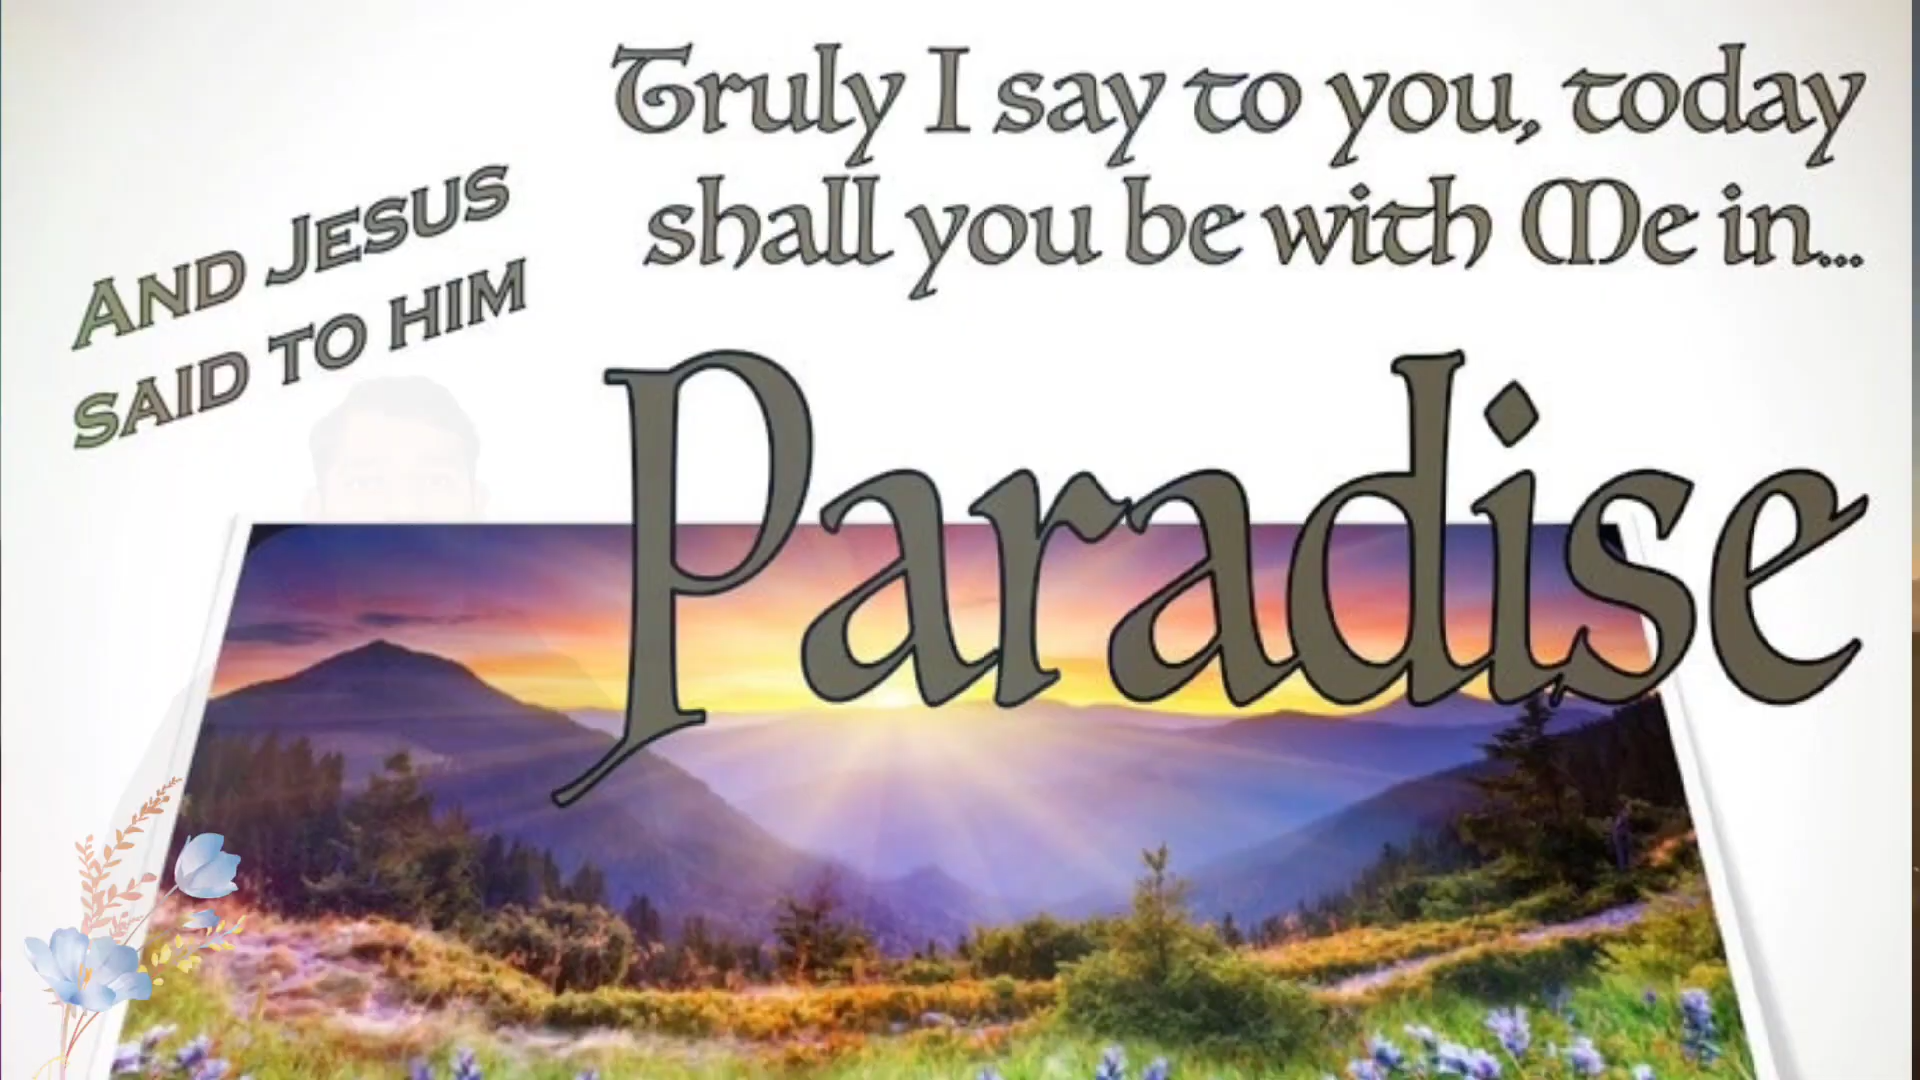 AND JESUS
SAID TO HIM
Truly I say to you, today
shall you be with Me in...
Paradise